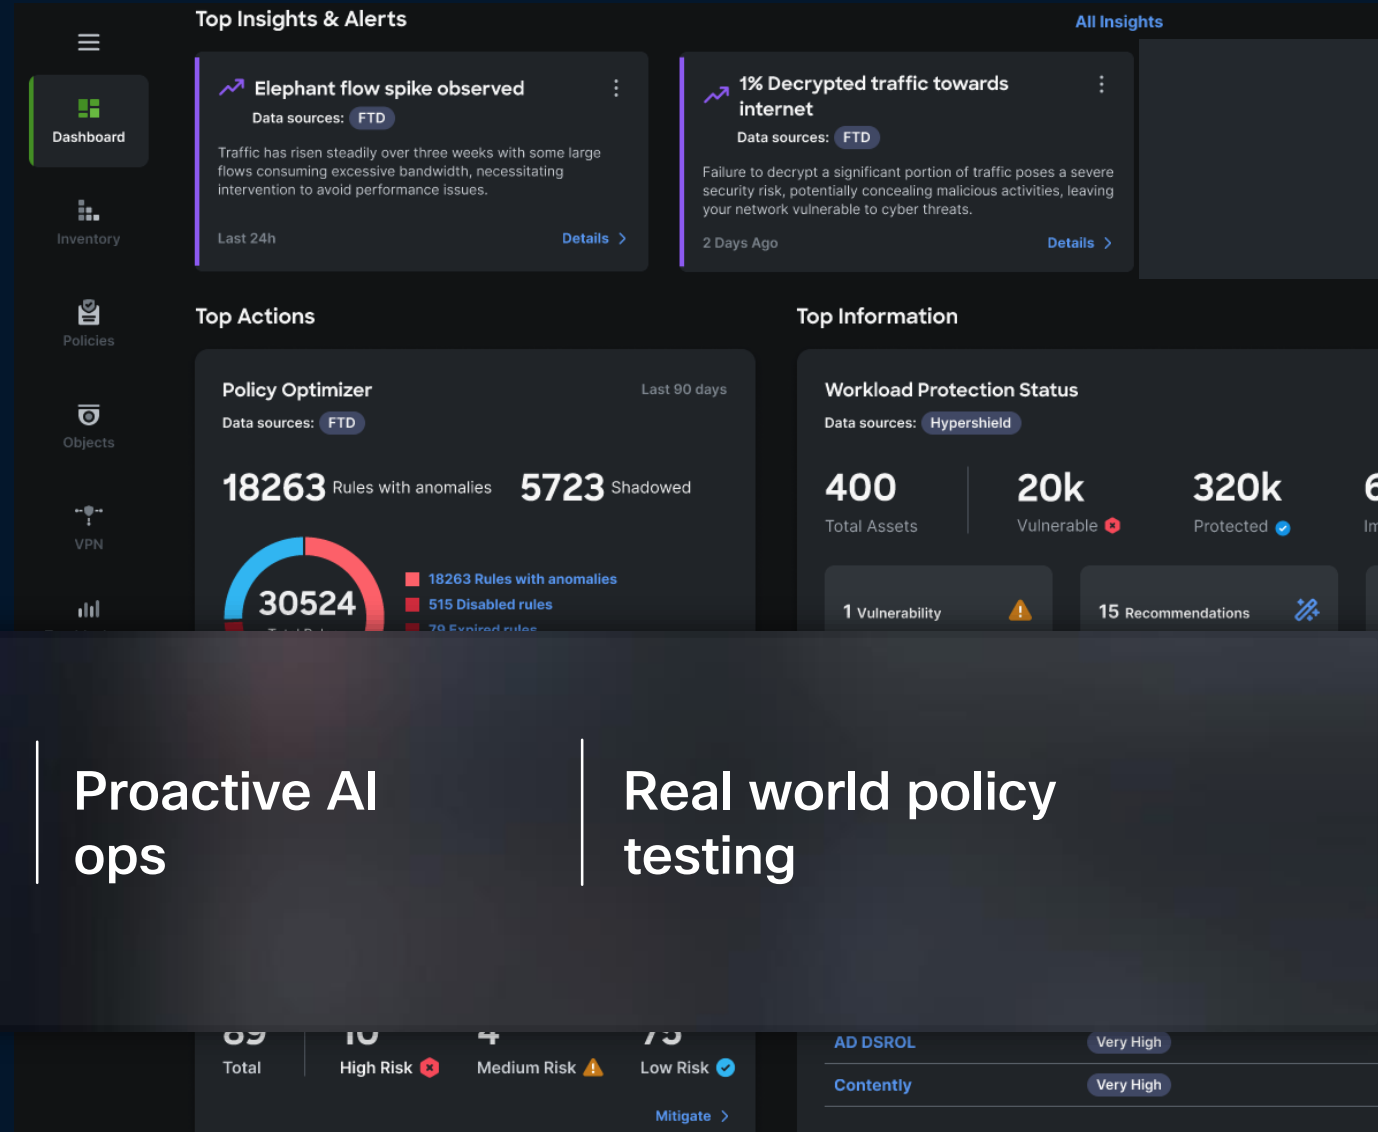 Top Insights & Alerts
All Insights
Elephant flow spike observed
Data sources: FTD
Traffic has risen steadily over three weeks with some large
flows consuming excessive bandwidth, necessitating
intervention to avoid performance issues.
Last 24h
Details
1% Decrypted traffic towards
internet
Data sources: FTD
Failure to decrypt a significant portion of traffic poses a severe
security risk, potentially concealing malicious activities, leaving
your network vulnerable to cyber threats.
2 Days Ago
Details
Dashboard
Inventory
Policies
Objects
VPN
Top Actions
Policy Optimizer
Last 90 days
Data sources: FTD
18263 Rules with anomalies
5723 Shadowed
30524
18263 Rules with anomalies
515 Disabled rules
79 Expired rules
Top Information
Workload Protection Status
Data sources: Hypershield
400
Total Assets
20k
Vulnerable
320k
Protected
1 Vulnerability
15 Recommendations
Proactive AI
ops
Real world policy
testing
Total
High Risk
Medium Risk
Low Risk
Mitigate
AD DSROL
Very High
Contently
Very High